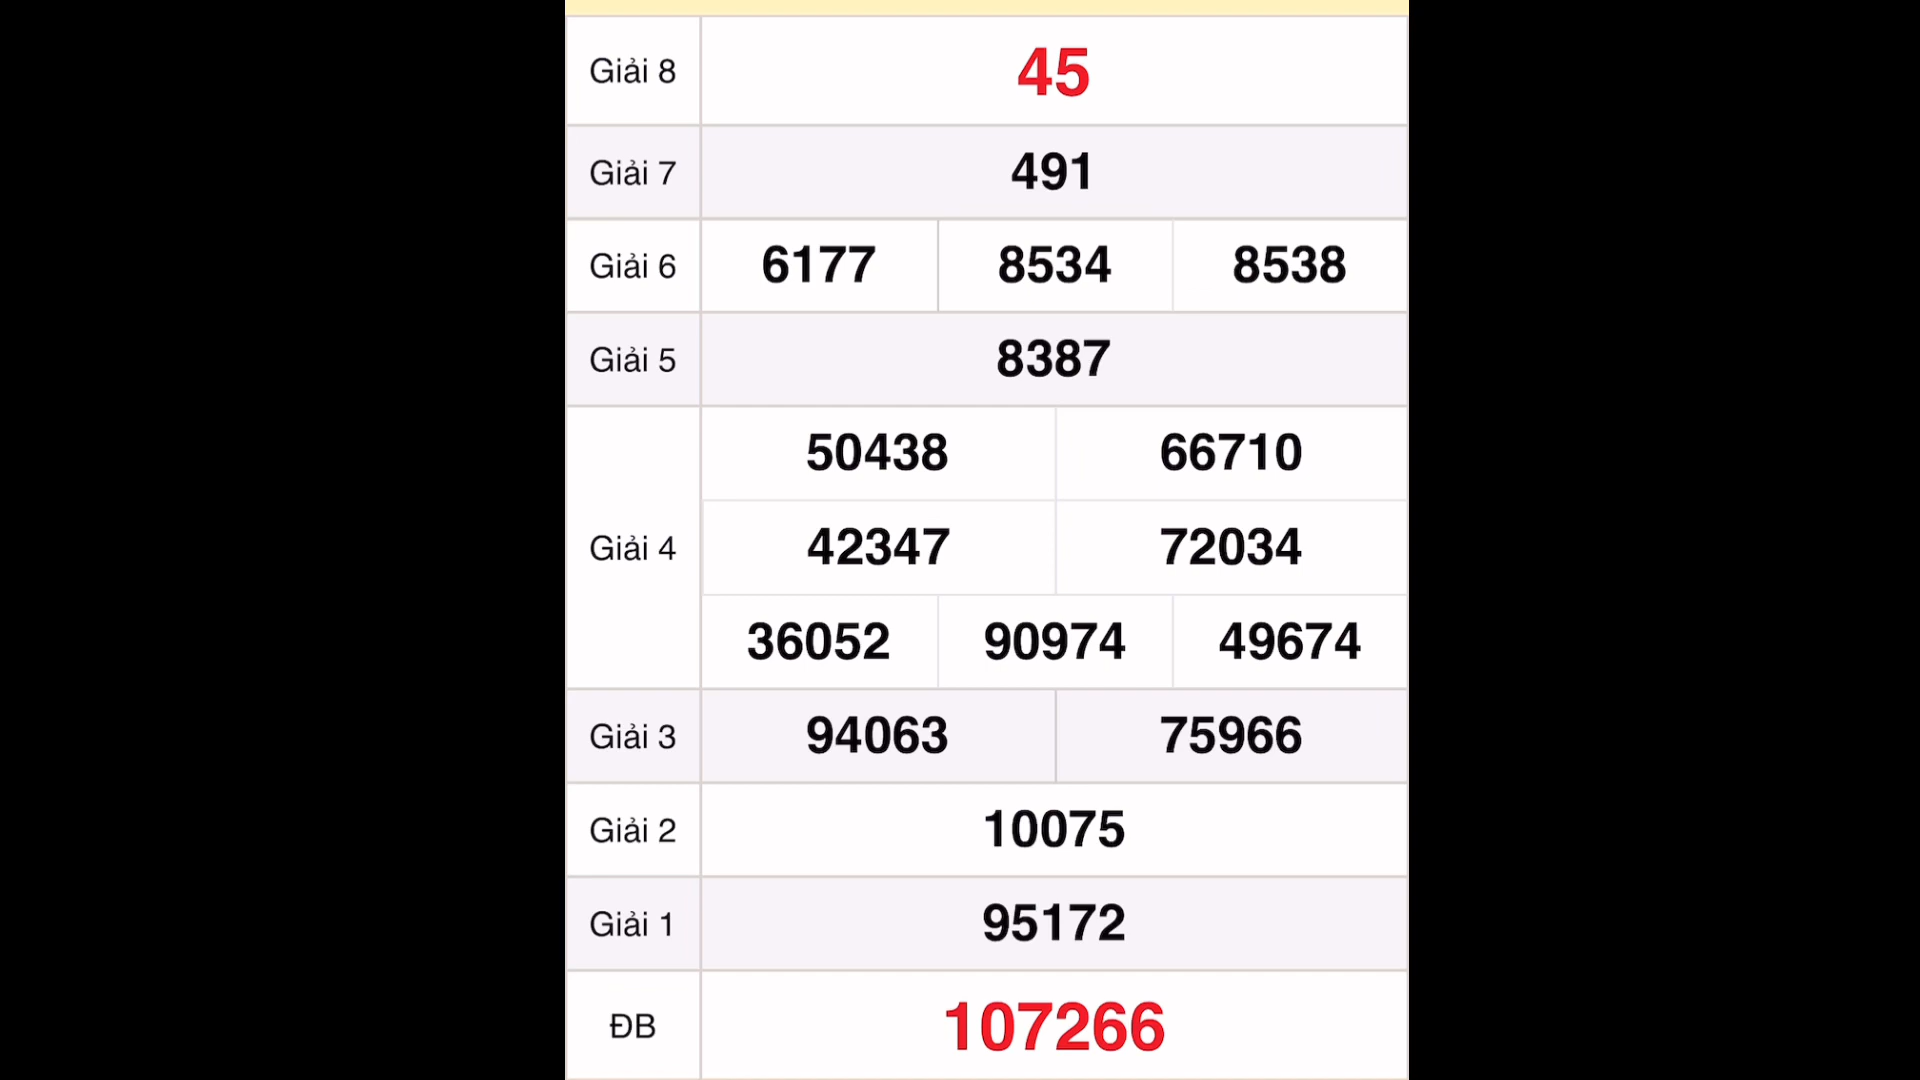 Giải 8 45
Giải 7 491
Giải 6 6177 8534 8538
Giải 5 8387
50438 66710
Giải 4 42347 72034
36052 90974 49674
Giải 3 94063 75966
Giải 2 10075
Giải 1 95172
ĐB 107266